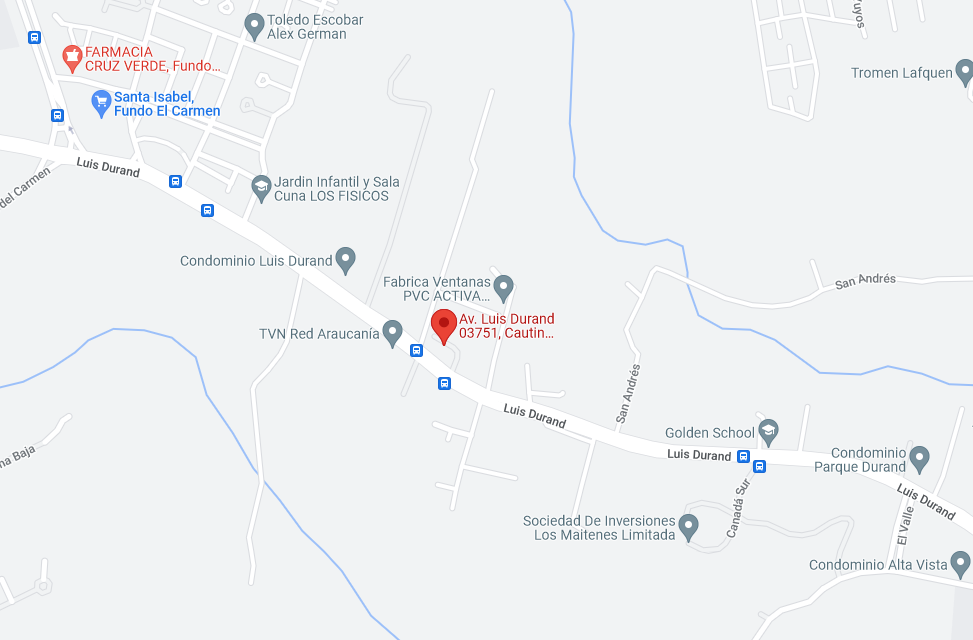 Toledo Escobar
Alex German
uyos
FARMACIA
CRUZ VERDE, Fundo...
Tromen Lafquen
Santa Isabel,
Fundo El Carmen
Luis Durand
del Carmen
Jardin Infantil y Sala
Cuna LOS FISICOS
Condominio Luis Durand
San Andrés
Fabrica Ventanas
PVC ACTIVA...
Av. Luis Durand
03751, Cautin...
TVN Red Araucanía
San Andrés
Luis Durand
Golden School
na Baja
Luis Durand
Condominio
Parque Durand
Luis Durand
Canadá Sur
El Valle
Sociedad De Inversiones
Los Maitenes Limitada
Condominio Alta Vista